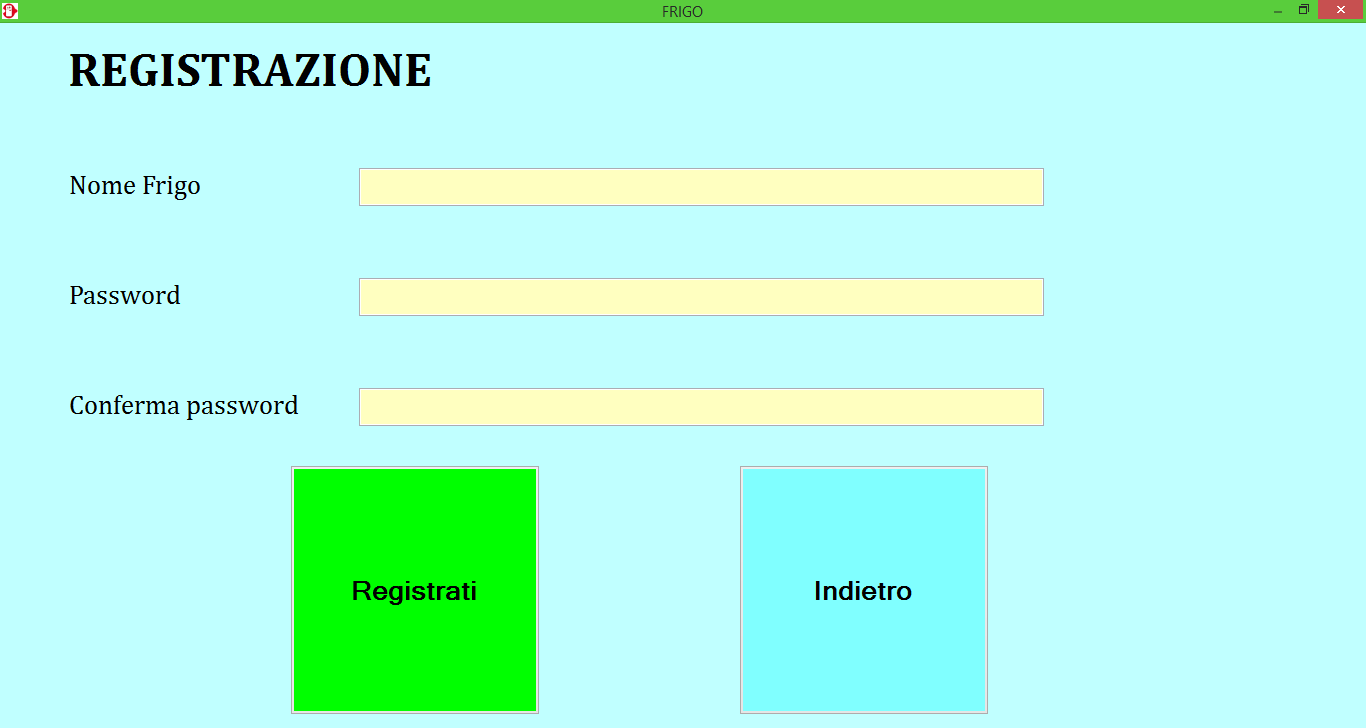 FRIGO
REGISTRAZIONE
Nome Frigo
Password
Conferma password
Registrati
Indietro